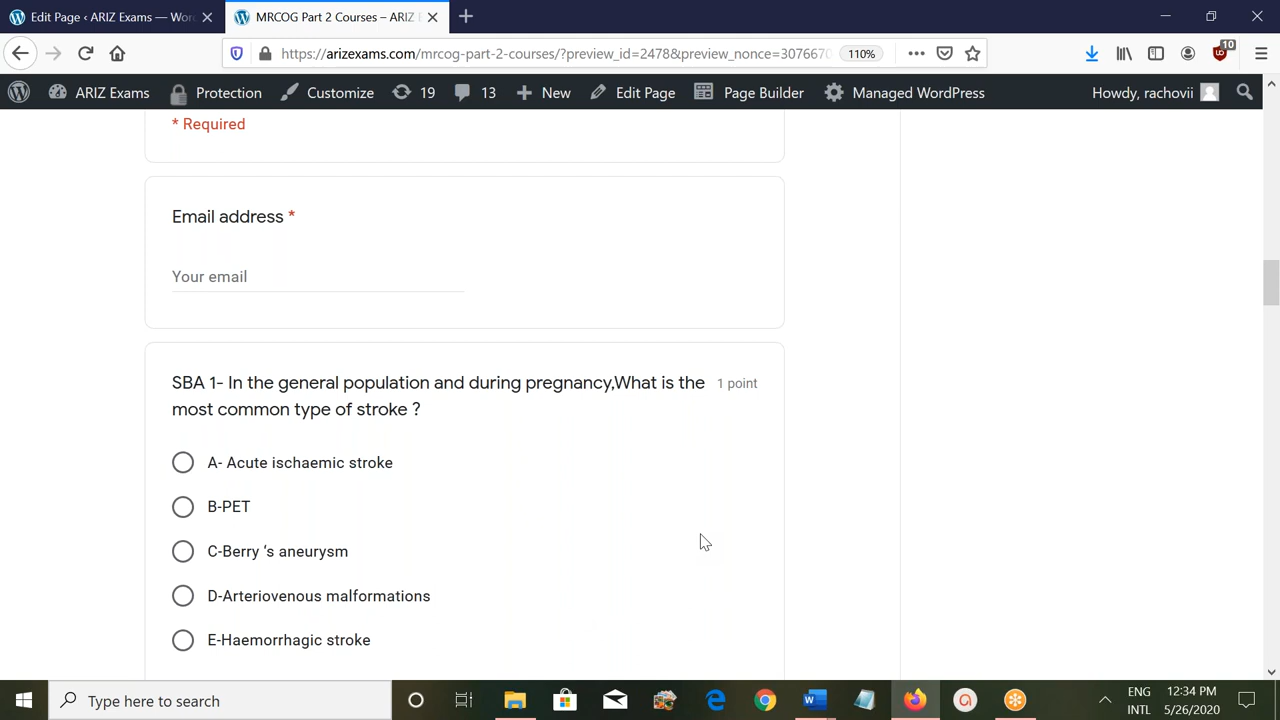 Edit Page ‹ ARIZ Exams — Wor
MRCOG Part 2 Courses – ARIZ E
https://arizexams.com/mrcog-part-2-courses/?preview_id=2478&preview_nonce=3076670
110%
10
ARIZ Exams
Protection
Customize
19
13
New
Edit Page
Page Builder
Managed WordPress
Howdy, rachovii
* Required
Email address *
Your email
SBA 1- In the general population and during pregnancy,What is the
1 point
most common type of stroke ?
A- Acute ischaemic stroke
B-PET
C-Berry ‘s aneurysm
D-Arteriovenous malformations
E-Haemorrhagic stroke
Type here to search
ENG
INTL
12:34 PM
5/26/2020